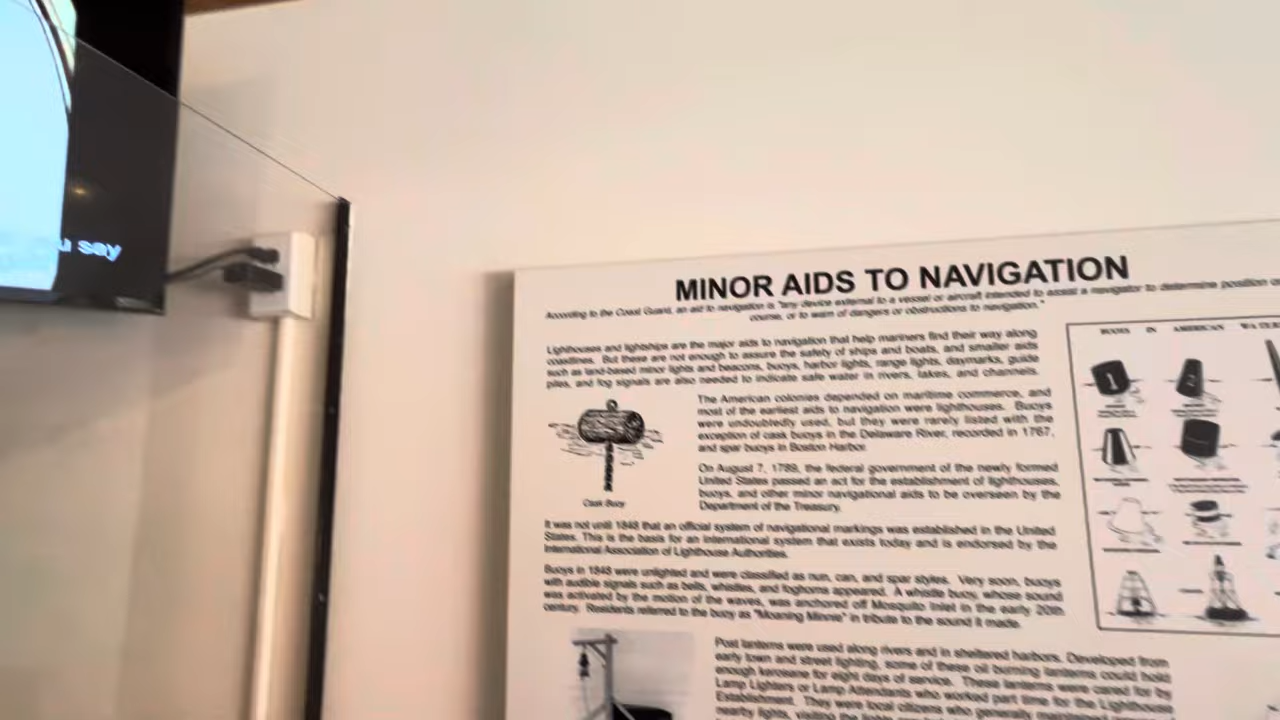 u say
MINOR AIDS TO NAVIGATION
According to the Coast Guard, an aid to navigation is "any device external to a vessel or aircraft intended to assist a navigator to determine position or
course, or to warn of dangers or obstructions to navigation."
Lighthouses and lightships are the major aids to navigation that help mariners find their way along
coastlines. But these are not enough to assure the safety of ships and boats, and smaller aids
such as land-based minor lights and beacons, buoys, harbor lights, range lights, daymarks, guide
piles, and fog signals are also needed to indicate safe water in rivers, lakes, and channels.
The American colonies depended on maritime commerce, and
most of the earliest aids to navigation were lighthouses. Buoys
were undoubtedly used, but they were rarely listed with the
exception of cask buoys in the Delaware River, recorded in 1767,
and spar buoys in Boston Harbor.
On August 7, 1789, the federal government of the newly formed
United States passed an act for the establishment of lighthouses,
buoys, and other minor navigational aids to be overseen by the
Department of the Treasury.
Cask Buoy
It was not until 1848 that an official system of navigational markings was established in the United
States. This is the basis for an international system that exists today and is endorsed by the
International Association of Lighthouse Authorities.
Buoys in 1848 were unlighted and were classified as nun, can, and spar styles. Very soon, buoys
with audible signals such as bells, whistles, and foghorns appeared. A whistle buoy, whose sound
was activated by the motion of the waves, was anchored off Mosquito Inlet in the early 20th
century. Residents referred to the buoy as "Moaning Minnie" in tribute to the sound it made.
Post lanterns were used along rivers and in sheltered harbors. Developed from
early town and street lighting, some of these oil burning lanterns could hold
enough kerosene for eight days of service. These lanterns were cared for by
Lamp Lighters or Lamp Attendants who worked part time for the Lighthouse
Establishment. They were local citizens who generally
nearby lights, visiting the
BUOYS IN AMERICAN
1
2